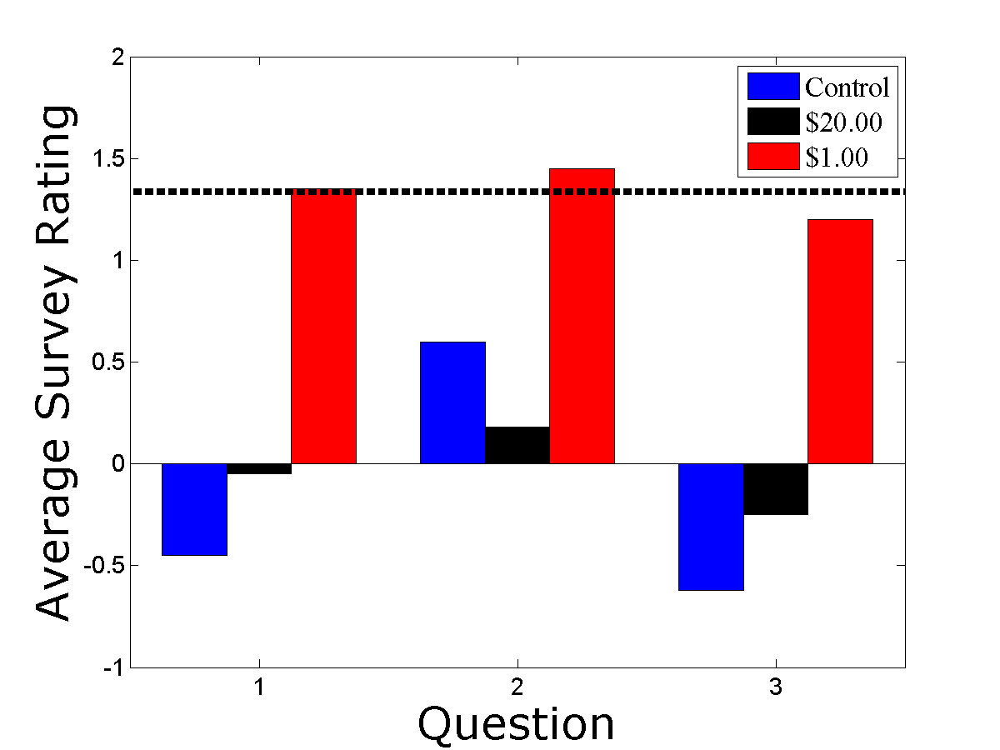 2
1.5
1
0.5
0
-0.5
-1
Average Survey Rating
Control
$20.00
$1.00
1 2 3
Question